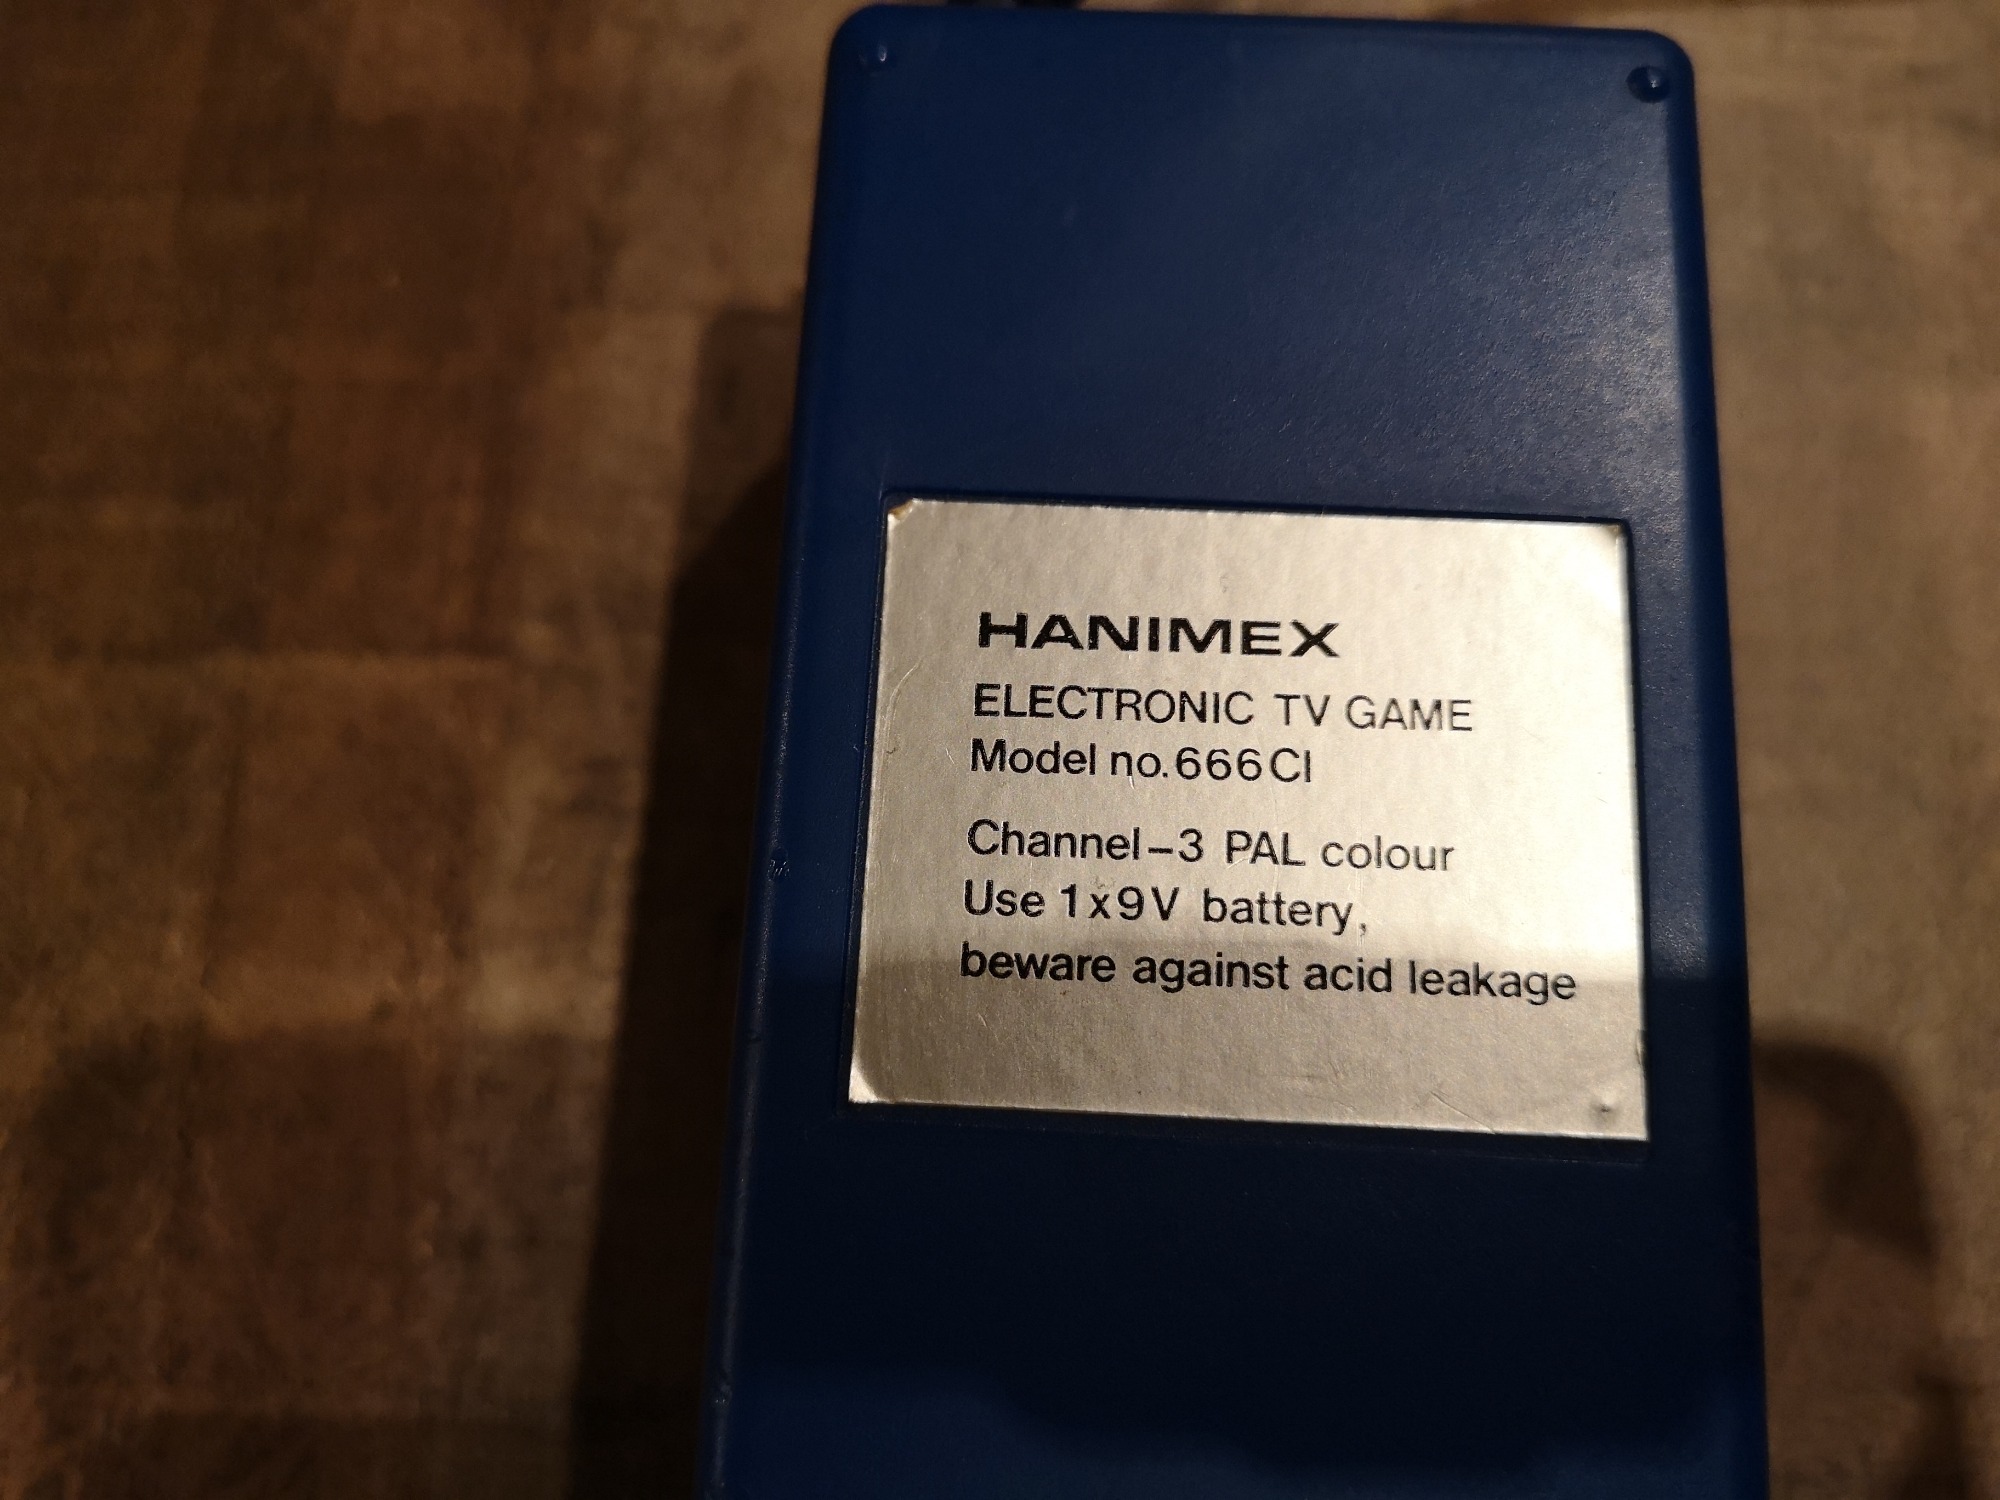 HANIMEX
ELECTRONIC TV GAME
Model no.666CI
Channel-3 PAL colour
Use 1x9V battery,
beware against acid leakage